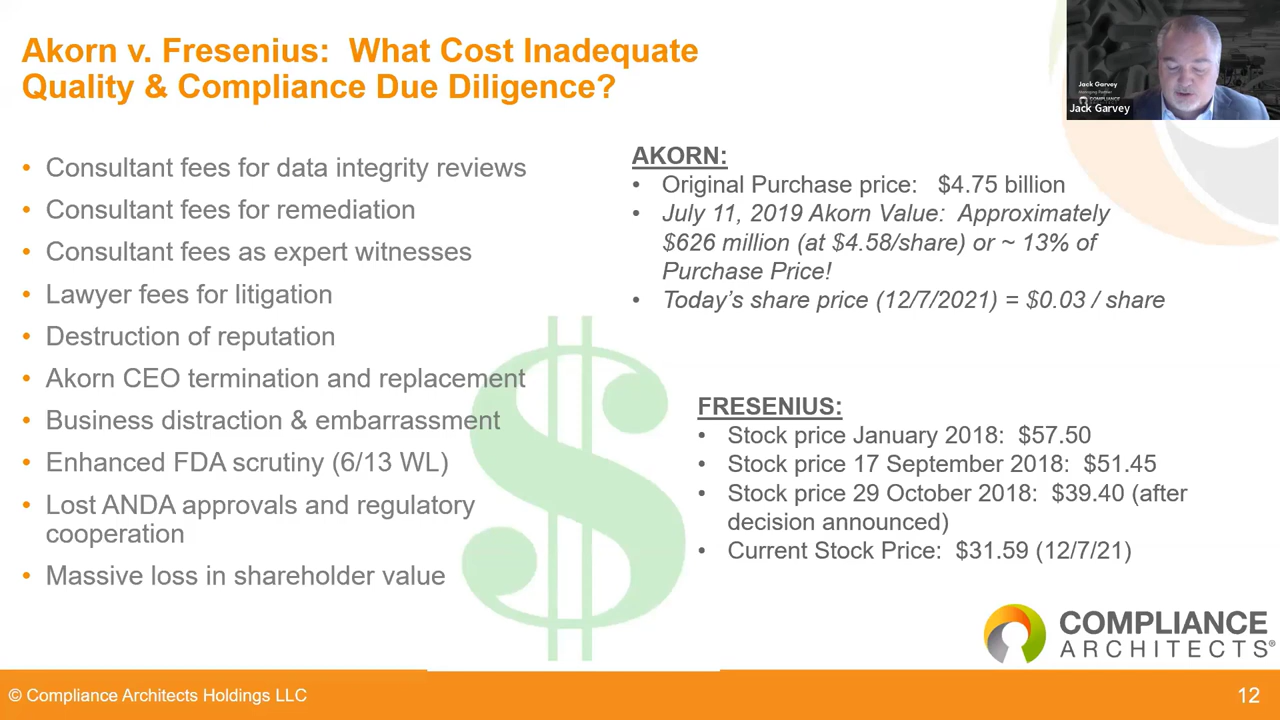 Akorn v. Fresenius: What Cost Inadequate
Quality & Compliance Due Diligence?
Jack Garvey
COMPLIANCE
Jack Garvey
• Consultant fees for data integrity reviews
• Consultant fees for remediation
• Consultant fees as expert witnesses
• Lawyer fees for litigation
• Destruction of reputation
• Akorn CEO termination and replacement
• Business distraction & embarrassment
• Enhanced FDA scrutiny (6/13 WL)
• Lost ANDA approvals and regulatory
cooperation
• Massive loss in shareholder value
AKORN:
• Original Purchase price: $4.75 billion
• July 11, 2019 Akorn Value: Approximately
$626 million (at $4.58/share) or ~ 13% of
Purchase Price!
• Today's share price (12/7/2021) = $0.03 / share
FRESENIUS:
• Stock price January 2018: $57.50
• Stock price 17 September 2018: $51.45
• Stock price 29 October 2018: $39.40 (after
decision announced)
• Current Stock Price: $31.59 (12/7/21)
$
COMPLIANCE
ARCHITECTS®
© Compliance Architects Holdings LLC
12